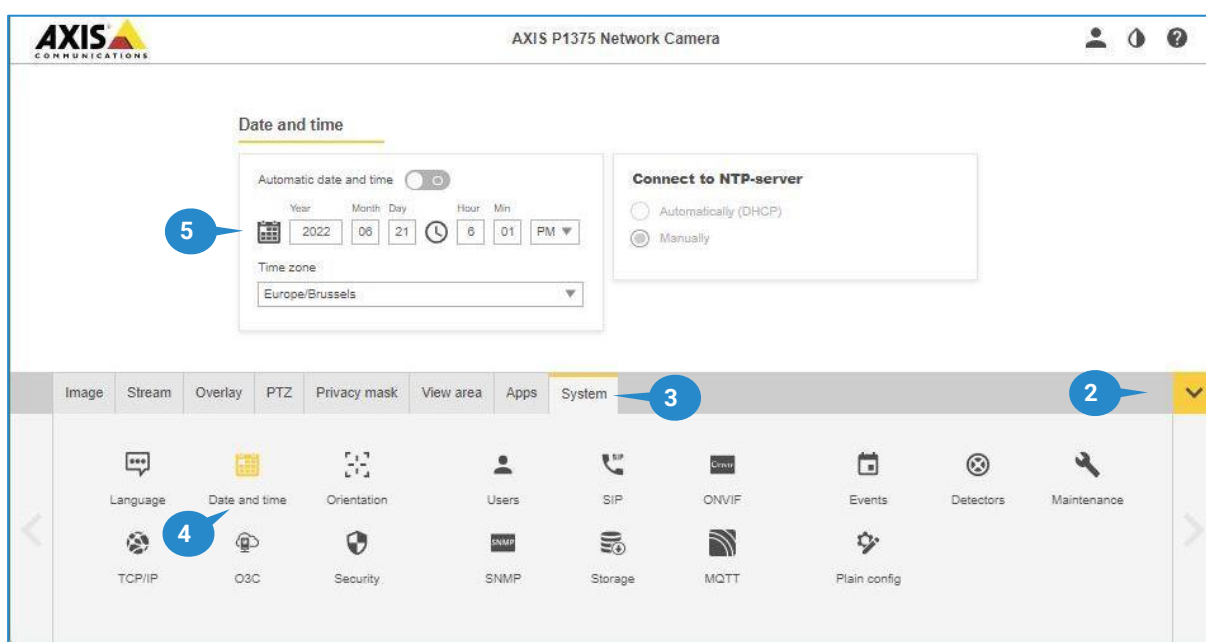 AXIS
COMMUNICATIONS
AXIS P1375 Network Camera
Date and time
Automatic date and time
Year Month Day Hour Min
5
2022 06 21 6 01 PM
Time zone
Europe/Brussels
Connect to NTP-server
Automatically (DHCP)
Manually
Image Stream Overlay PTZ Privacy mask View area Apps System
3
2
Language Date and time Orientation Users SIP ONVIF Events Detectors Maintenance
4
SNMP
TCP/IP O3C Security SNMP Storage MQTT Plain config